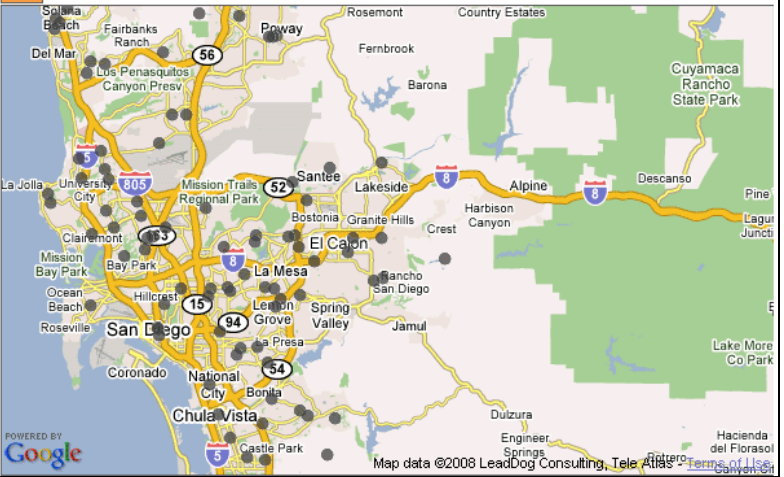 Solana
Beach
Rosemont
Country Estates
Fairbanks
Ranch
Poway
Del Mar
56
Fernbrook
Los Penasquitos
Canyon Presv
Barona
Cuyamaca
Rancho
State Park
5
805
La Jolla
University
City
Mission Trails
Regional Park
52
Santee
Lakeside
8
Alpine
8
Descanso
Pine
Bostonia
Granite Hills
Harbison
Canyon
Lagu
Juncti
Clairemont
163
El Cajon
Crest
Mission
Bay Park
Bay Park
8
La Mesa
Rancho
San Diego
Ocean
Beach
Hillcrest
15
Lemon
Grove
Spring
Valley
Roseville
San Diego
94
Jamul
La Presa
Lake More
Co Park
Coronado
National
City
54
Bonita
Chula Vista
Dulzura
5
Castle Park
Engineer
Springs
Hacienda
del Florasol
Potrero
Canyon Cit
POWERED BY
Google
Map data ©2008 LeadDog Consulting, Tele Atlas - Terms of Use